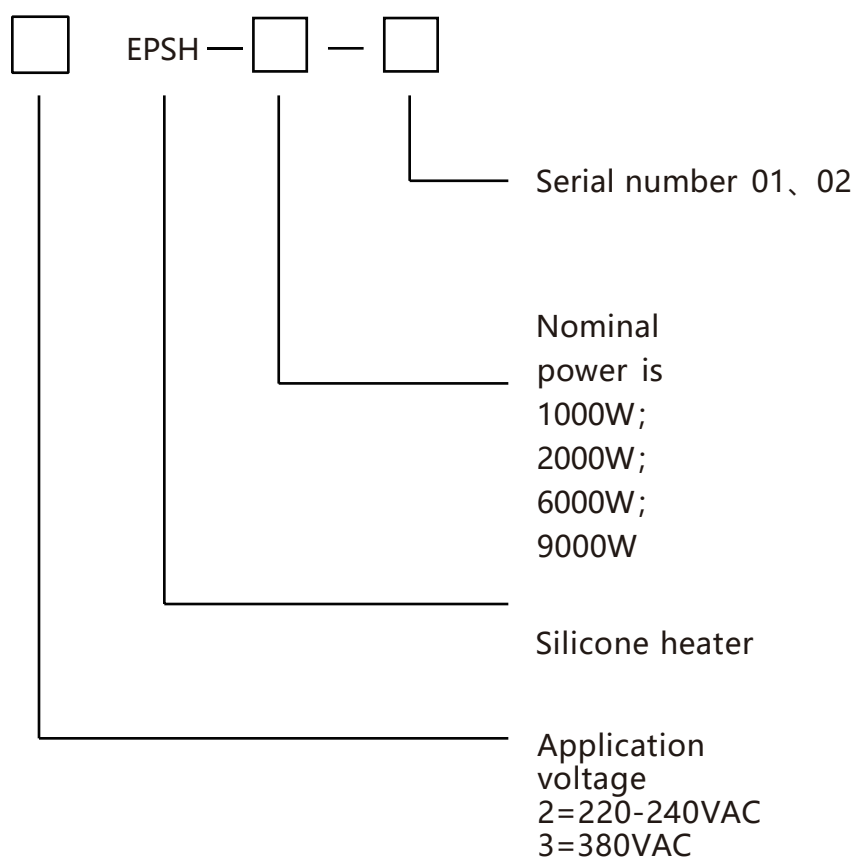 EPSH — —
Serial number 01、02
Nominal
power is
1000W;
2000W;
6000W;
9000W
Silicone heater
Application
voltage
2=220-240VAC
3=380VAC